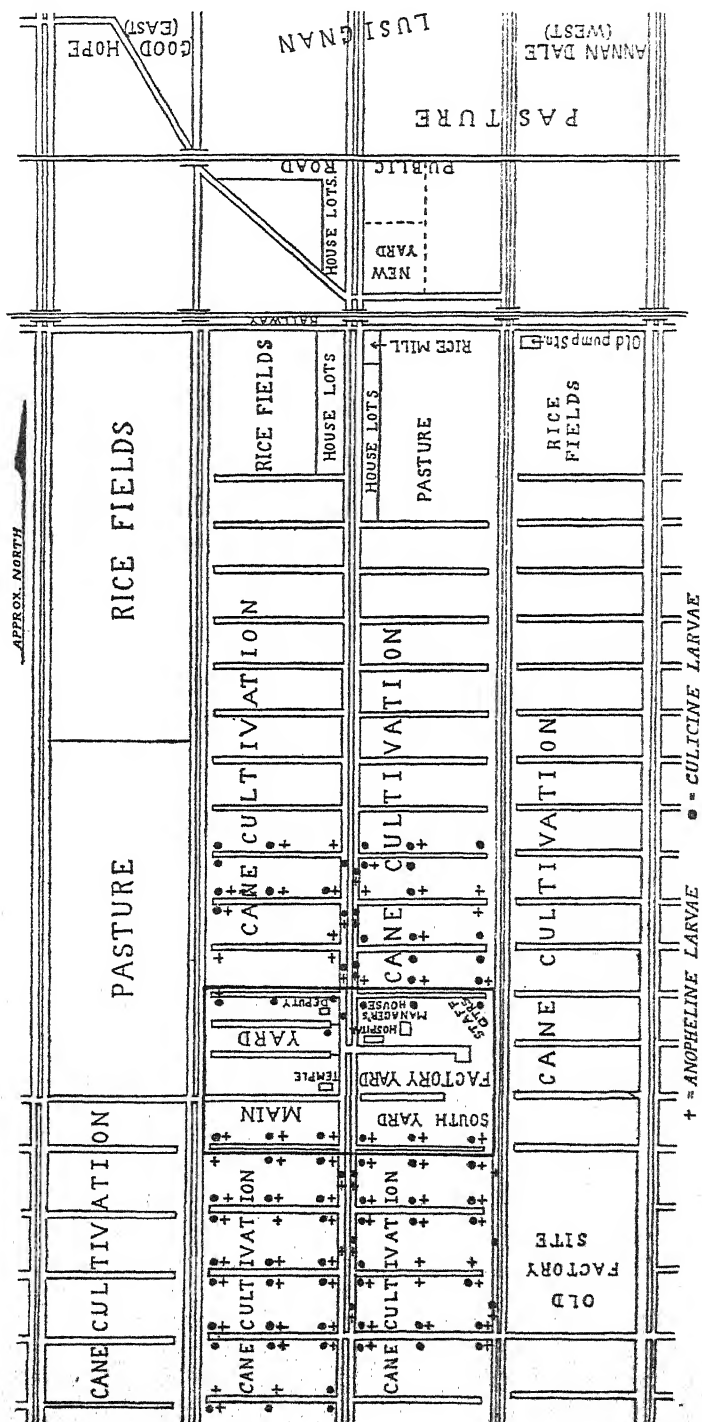 GOOD HOPE
(EAST)
LUSIGNAN
ANNAN DALE
(WEST)
PASTURE
PUBLIC ROAD
HOUSE LOTS.
NEW
YARD
RAILWAY
APPROX. NORTH
RICE FIELDS
RICE FIELDS
HOUSE LOTS
HOUSE LOTS
←RICE MILL
PASTURE
Old pump Stn.
RICE
FIELDS
PASTURE
CANE CULTIVATION
CANE CULTIVATION
CANE CULTIVATION
DEPUTY
YARD
TEMPLE
MAIN
HOSPITAL
MANAGER'S
HOUSE
STAFF
QTRS
FACTORY YARD
SOUTH YARD
CANE CULTIVATION
CANE CULTIVATION
CANE CULTIVATION
OLD
FACTORY
SITE
+ = ANOPHELINE LARVAE
● = CULICINE LARVAE